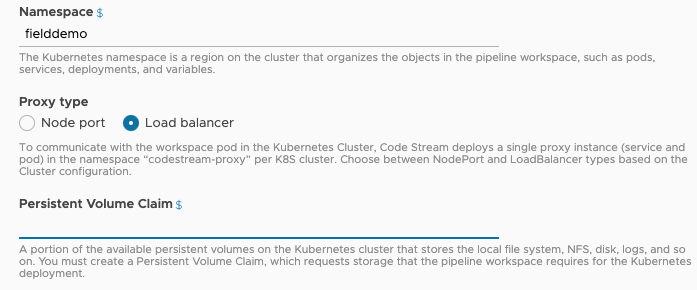 Namespace $
fielddemo
The Kubernetes namespace is a region on the cluster that organizes the objects in the pipeline workspace, such as pods,
services, deployments, and variables.
Proxy type
Node port Load balancer
To communicate with the workspace pod in the Kubernetes Cluster, Code Stream deploys a single proxy instance (service and
pod) in the namespace “codestream-proxy” per K8S cluster. Choose between NodePort and LoadBalancer types based on the
Cluster configuration.
Persistent Volume Claim $
A portion of the available persistent volumes on the Kubernetes cluster that stores the local file system, NFS, disk, logs, and so
on. You must create a Persistent Volume Claim, which requests storage that the pipeline workspace requires for the Kubernetes
deployment.